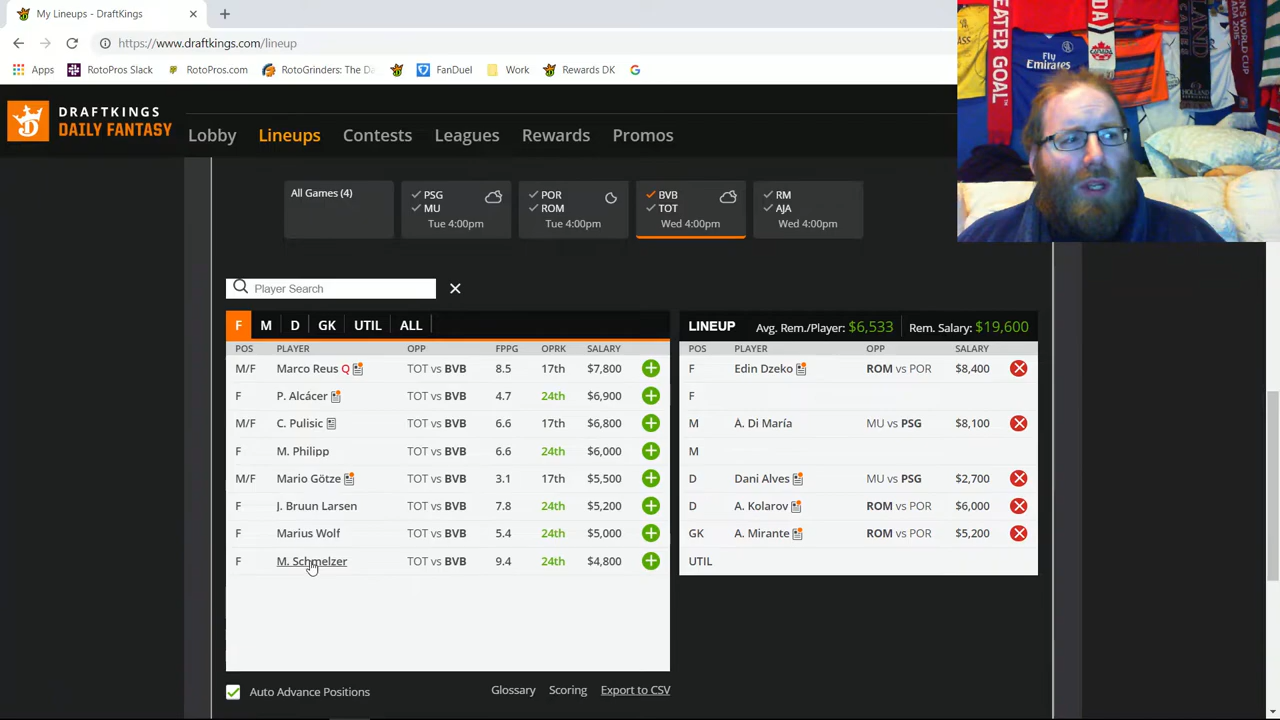 My Lineups - DraftKings
https://www.draftkings.com/lineup
Apps RotoPros Slack RotoPros.com RotoGrinders: The Da FanDuel Work Rewards DK
DRAFTKINGS
DAILY FANTASY
Lobby Lineups Contests Leagues Rewards Promos
All Games (4)
PSG
MU
Tue 4:00pm
POR
ROM
Tue 4:00pm
BVB
TOT
Wed 4:00pm
RM
AJA
Wed 4:00pm
Player Search
F M D GK UTIL ALL
POS PLAYER OPP FPPG OPRK SALARY
M/F Marco Reus Q TOT vs BVB 8.5 17th $7,800
F P. Alcácer TOT vs BVB 4.7 24th $6,900
M/F C. Pulisic TOT vs BVB 6.6 17th $6,800
F M. Philipp TOT vs BVB 6.6 24th $6,000
M/F Mario Götze TOT vs BVB 3.1 17th $5,500
F J. Bruun Larsen TOT vs BVB 7.8 24th $5,200
F Marius Wolf TOT vs BVB 5.4 24th $5,000
F M. Schmelzer TOT vs BVB 9.4 24th $4,800
Auto Advance Positions
Glossary Scoring Export to CSV
LINEUP Avg. Rem./Player: $6,533 Rem. Salary: $19,600
POS PLAYER OPP SALARY
F Edin Dzeko ROM vs POR $8,400
F
M Á. Di María MU vs PSG $8,100
M
D Dani Alves MU vs PSG $2,700
D A. Kolarov ROM vs POR $6,000
GK A. Mirante ROM vs POR $5,200
UTIL
EATER GOAL
Fly
Emirates
CANADA